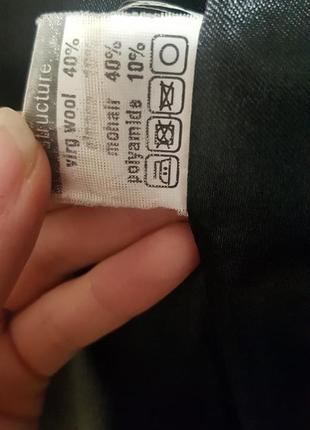 structure:
virg wool 40%
mohair 40%
polyamide 10%